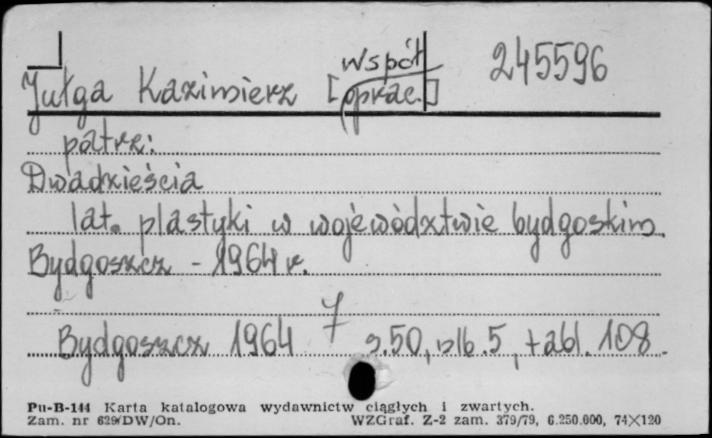 Współ 245596
Jułga Kazimierz [oprac.]
patrz:
Dwadzieścia
lat. plastyki w województwie bydgoskim.
Bydgoszcz - 1964 r.
7
Bydgoszcz 1964 s. 50, nlb. 5, tabl. 108.
Pu-B-144 Karta katalogowa wydawnictw ciągłych i zwartych.
Zam. nr 629/DW/On. WZGraf. Z-2 zam. 379/79, 6.250.000, 74×120